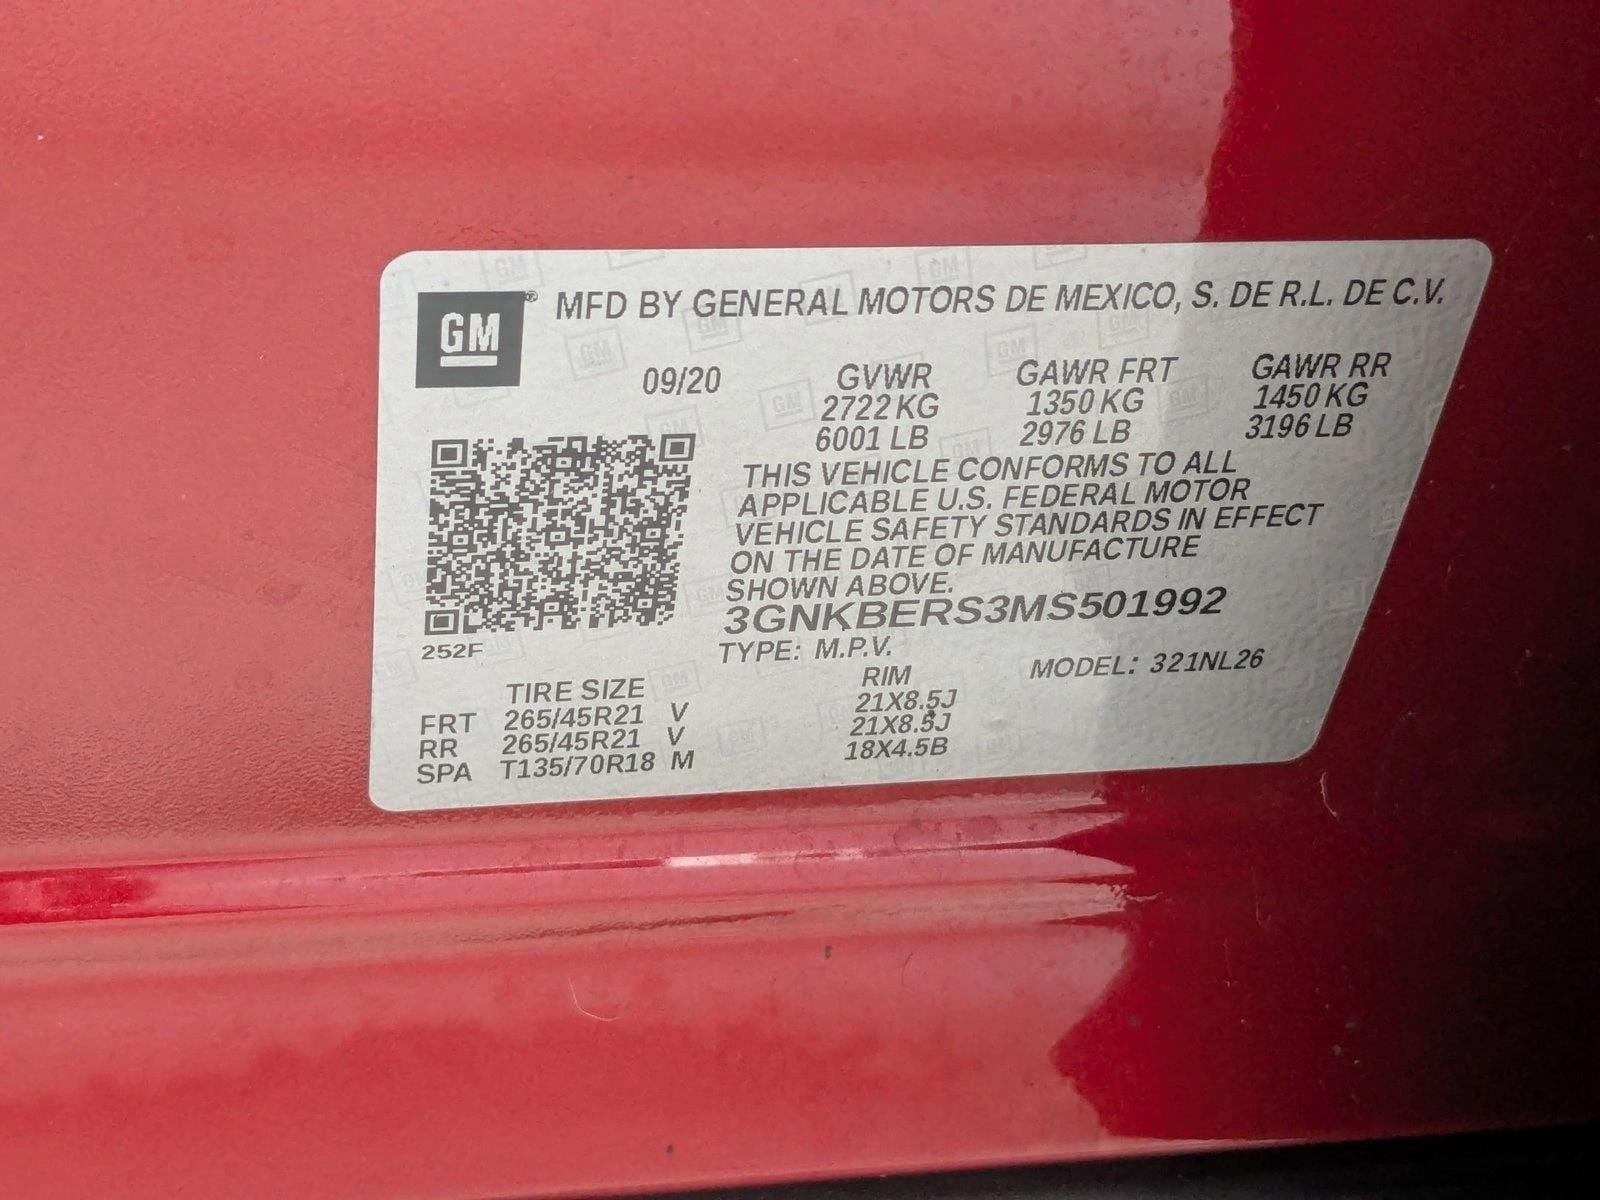 GM® MFD BY GENERAL MOTORS DE MEXICO, S. DE R.L. DE C.V.
09/20 GVWR GAWR FRT GAWR RR
2722 KG 1350 KG 1450 KG
6001 LB 2976 LB 3196 LB
THIS VEHICLE CONFORMS TO ALL
APPLICABLE U.S. FEDERAL MOTOR
VEHICLE SAFETY STANDARDS IN EFFECT
ON THE DATE OF MANUFACTURE
SHOWN ABOVE.
3GNKBERS3MS501992
252F
TYPE: M.P.V. MODEL: 321NL26
TIRE SIZE RIM
FRT 265/45R21 V 21X8.5J
RR 265/45R21 V 21X8.5J
SPA T135/70R18 M 18X4.5B